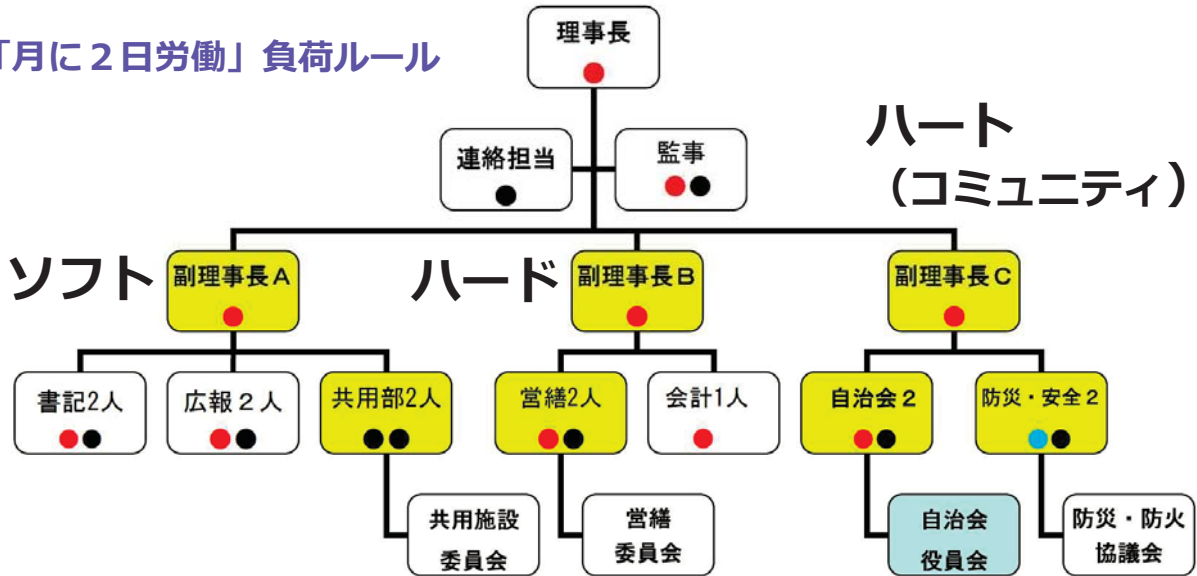 「月に２日労働」負荷ルール
理事長
ハート
（コミュニティ）
連絡担当
監事
ソフト
副理事長A
ハード
副理事長B
副理事長C
書記2人
広報２人
共用部2人
営繕2人
会計1人
自治会２
防災・安全２
共用施設
委員会
営繕
委員会
自治会
役員会
防災・防火
協議会